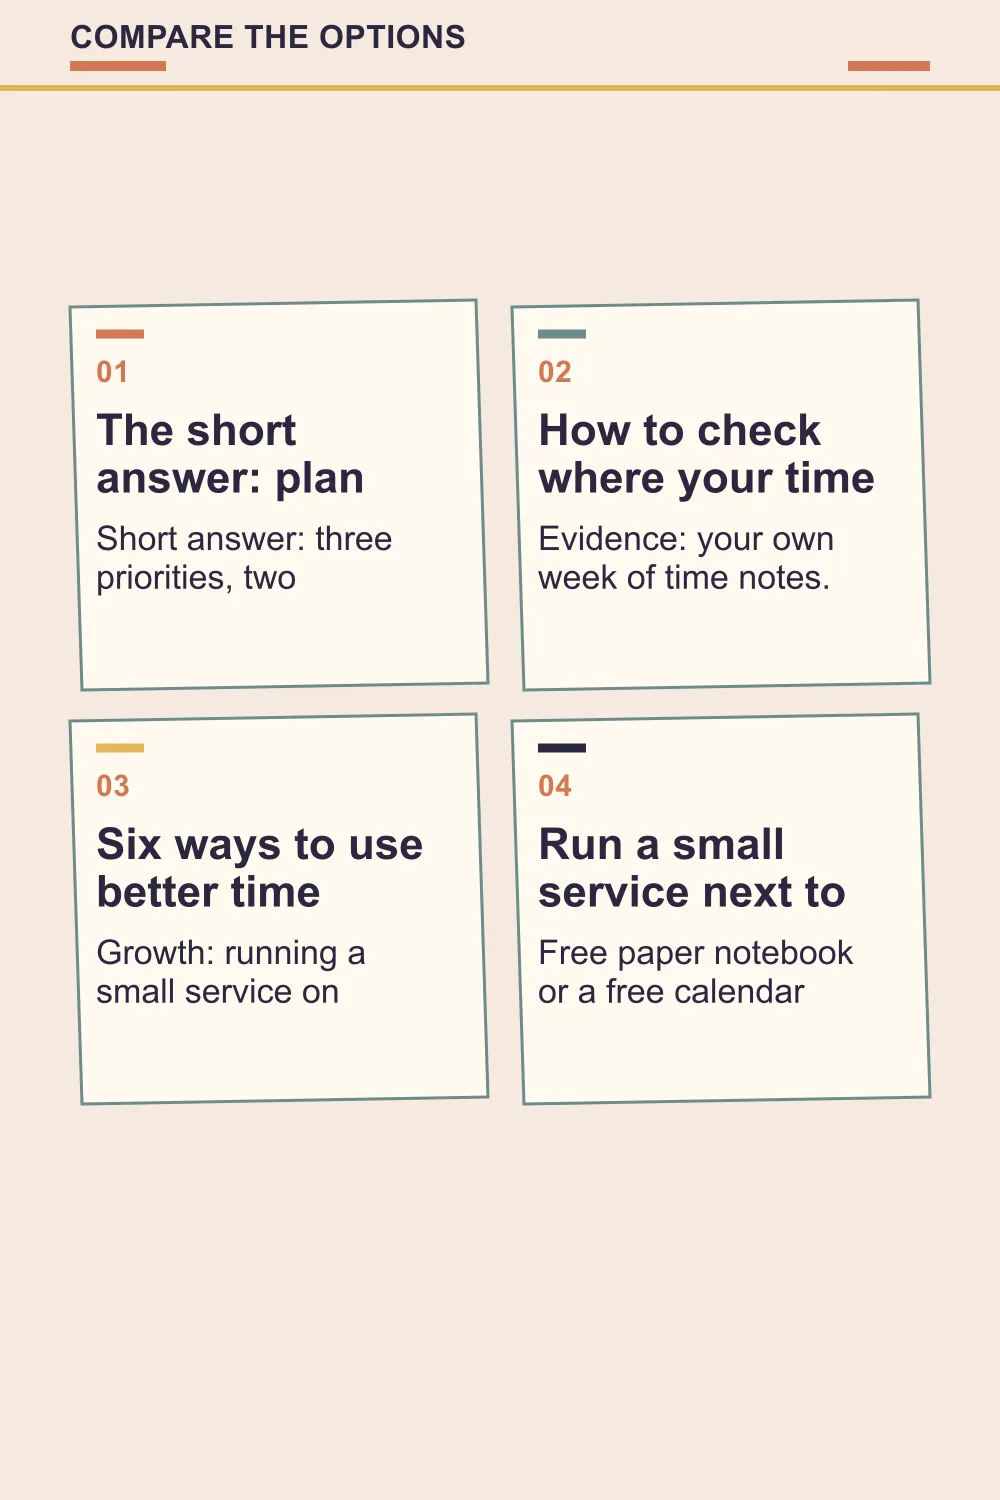 COMPARE THE OPTIONS
01
The short
answer: plan
Short answer: three
priorities, two
02
How to check
where your time
Evidence: your own
week of time notes.
03
Six ways to use
better time
Growth: running a
small service on
04
Run a small
service next to
Free paper notebook
or a free calendar